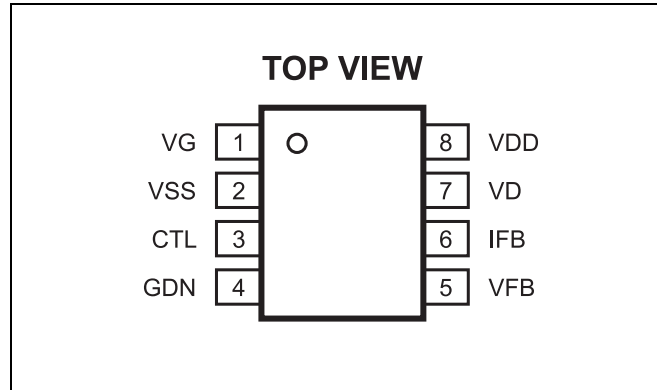 TOP VIEW
VG 1 8 VDD
VSS 2 7 VD
CTL 3 6 IFB
GDN 4 5 VFB